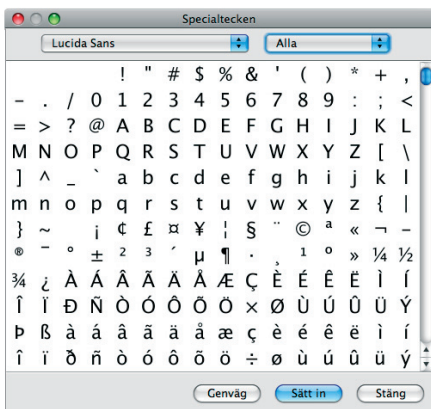 Specialtecken
Lucida Sans Alla
! " # $ % & ' ( ) * + ,
- . / 0 1 2 3 4 5 6 7 8 9 : ; <
= > ? @ A B C D E F G H I J K L
M N O P Q R S T U V W X Y Z [ \
] ^ _ ` a b c d e f g h i j k l
m n o p q r s t u v w x y z { |
} ~ ¡ ¢ £ ¤ ¥ ¦ § ¨ © ª « ¬ -
® ¯ ° ± ² ³ ´ µ ¶ · ¸ ¹ º » ¼ ½
¾ ¿ À Á Â Ã Ä Å Æ Ç È É Ê Ë Ì Í
Î Ï Ð Ñ Ò Ó Ô Õ Ö × Ø Ù Ú Û Ü Ý
Þ ß à á â ã ä å æ ç è é ê ë ì í
î ï ð ñ ò ó ô õ ö ÷ ø ù ú û ü ý
Genväg Sätt in Stäng